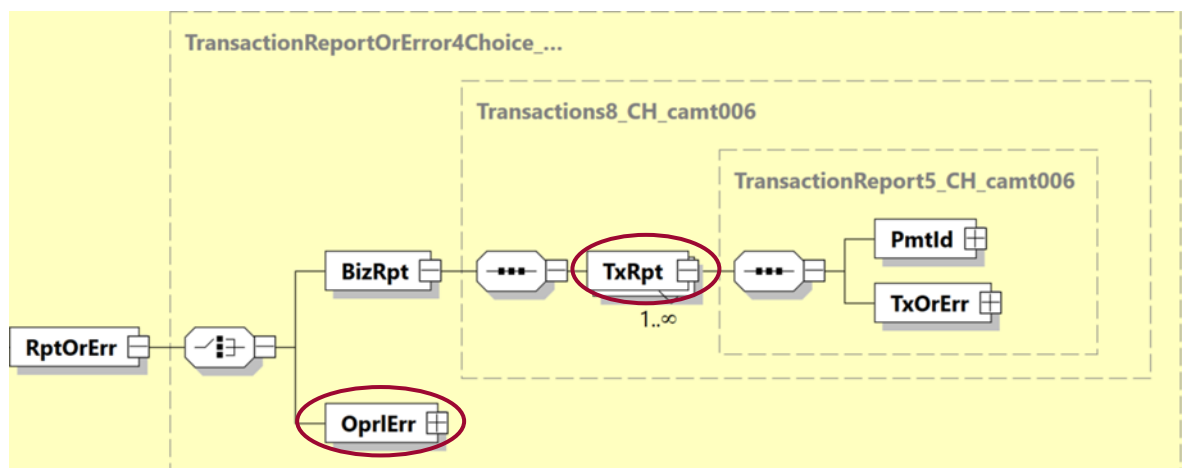 TransactionReportOrError4Choice_...
Transactions8_CH_camt006
TransactionReport5_CH_camt006
PmtId
BizRpt
TxRpt
TxOrErr
1..∞
RptOrErr
OprlErr